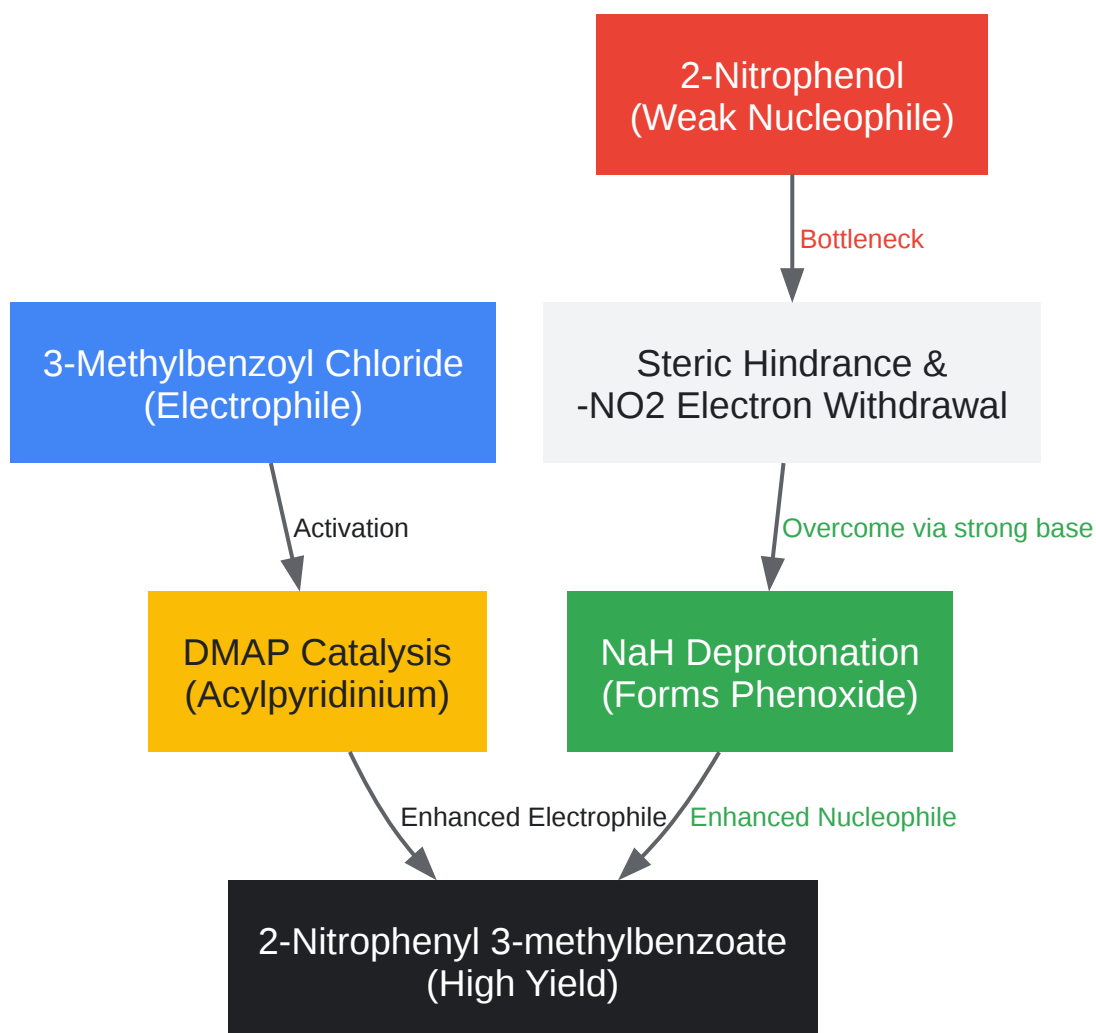 2-Nitrophenol
(Weak Nucleophile)
Bottleneck
3-Methylbenzoyl Chloride
(Electrophile)
Steric Hindrance &
-NO2 Electron Withdrawal
Activation
Overcome via strong base
DMAP Catalysis
(Acylpyridinium)
NaH Deprotonation
(Forms Phenoxide)
Enhanced Electrophile
Enhanced Nucleophile
2-Nitrophenyl 3-methylbenzoate
(High Yield)